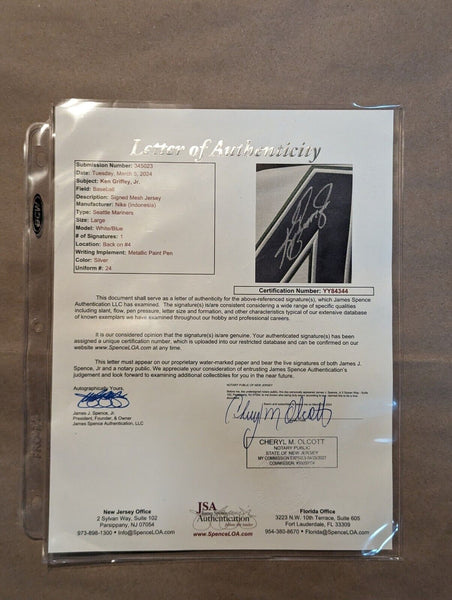 Letter of Authenticity
Submission Number: 345023
Date: Tuesday, March 5, 2024
Subject: Ken Griffey, Jr.
Field: Baseball
Description: Signed Mesh Jersey
Manufacturer: Nike (Indonesia)
Type: Seattle Mariners
Size: Large
Model: White/Blue
# of Signatures: 1
Location: Back on #4
Writing Implement: Metallic Paint Pen
Color: Silver
Uniform #: 24
Certification Number: YY84344
This document shall serve as a letter of authenticity for the above-referenced signature(s), which James Spence
Authentication LLC has examined. The signature(s) is/are consistent considering a wide range of specific qualities
including slant, flow, pen pressure, letter size and formation, and other characteristics typical of our extensive database
of known exemplars we have examined throughout our hobby and professional careers.
It is our considered opinion that the signature(s) is/are genuine. Your authenticated signature(s) has been
assigned a unique certification number, which is uploaded into our restricted database and can be confirmed on our
website www.SpenceLOA.com at any time.
This letter must appear on our proprietary water-marked paper and bear the live signatures of both James J.
Spence, Jr and a notary public. We appreciate your consideration of entrusting James Spence Authentication's
judgement and look forward to examining additional collectibles for you in the near future.
Autographically Yours,
NOTARY PUBLIC OF NEW JERSEY
Cheryl M Olcott
James J. Spence, Jr.
President, Founder, & Owner
James Spence Authentication, LLC
CHERYL M. OLCOTT
NOTARY PUBLIC
STATE OF NEW JERSEY
MY COMMISSION EXPIRES
COMMISSION:
New Jersey Office
2 Sylvan Way, Suite 102
Parsippany, NJ 07054
973-898-1300 • Info@SpenceLOA.com
JSA
James Spence
Authentication
www.SpenceLOA.com
Florida Office
3223 N.W. 10th Terrace, Suite 605
Fort Lauderdale, FL 33309
954-380-8670 • Florida@SpenceLOA.com